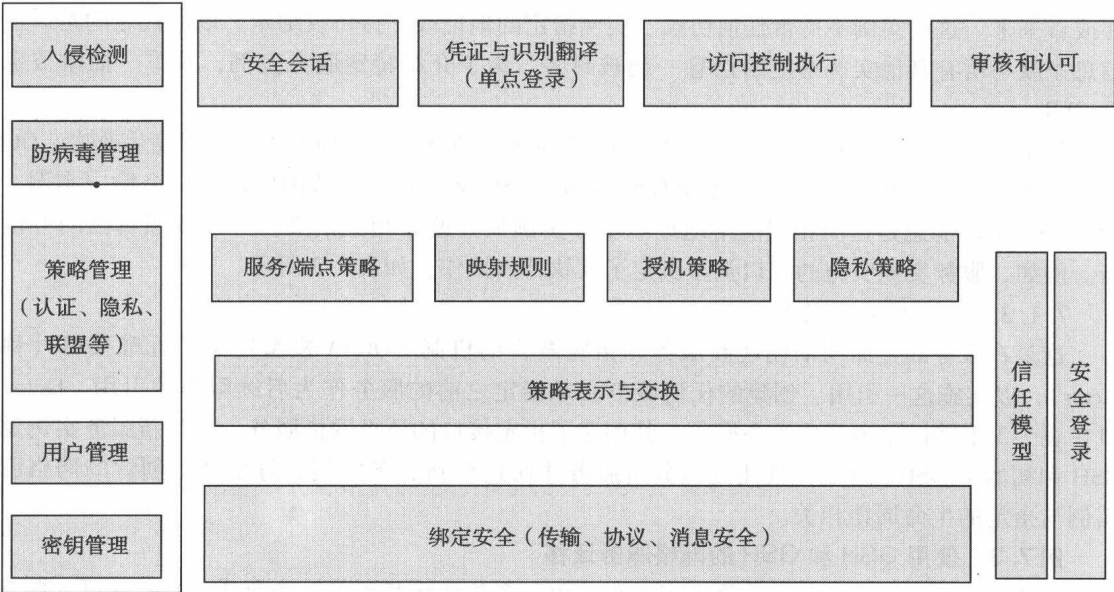 入侵检测
防病毒管理
策略管理
（认证、隐私、
联盟等）
用户管理
密钥管理
安全会话
凭证与识别翻译
（单点登录）
访问控制执行
审核和认可
服务/端点策略
映射规则
授机策略
隐私策略
策略表示与交换
绑定安全（传输、协议、消息安全）
信任模型
安全登录